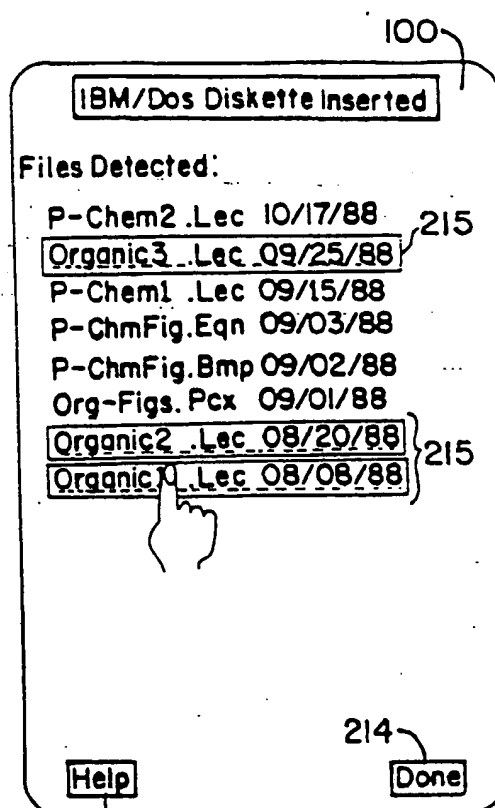 100
IBM/Dos Diskette Inserted
Files Detected:
P-Chem2 .Lec 10/17/88
215
Organic3 .Lec 09/25/88
P-Chem1 .Lec 09/15/88
P-ChmFig.Eqn 09/03/88
P-ChmFig.Bmp 09/02/88
Org-Figs.Pcx 09/01/88
Organic2 .Lec 08/20/88
215
Organic1 .Lec 08/08/88
214
Help
Done